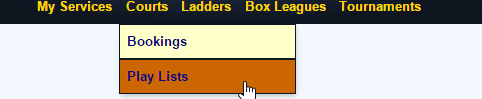 My Services Courts Ladders Box Leagues Tournaments
Bookings
Play Lists